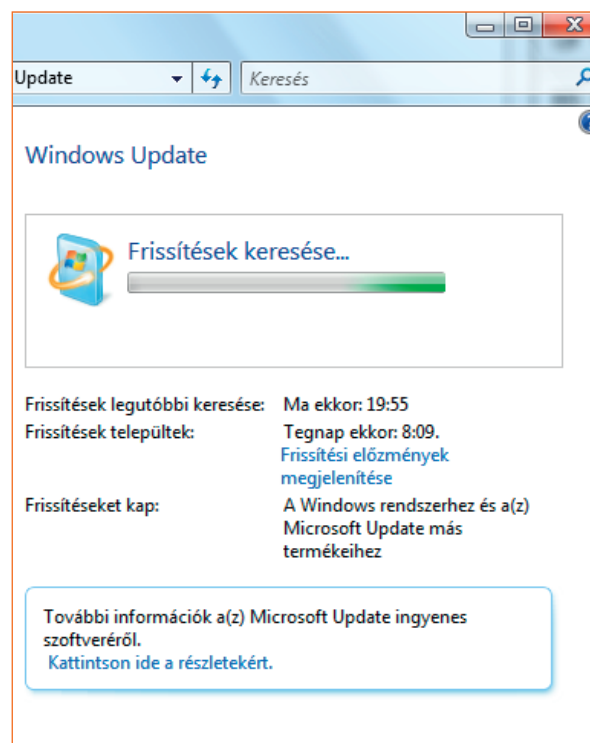 Update
Keresés
Windows Update
Frissítések keresése...
Frissítések legutóbbi keresése: Ma ekkor: 19:55
Frissítések települtek: Tegnap ekkor: 8:09.
Frissítési előzmények
megjelenítése
Frissítéseket kap: A Windows rendszerhez és a(z)
Microsoft Update más
termékeihez
További információk a(z) Microsoft Update ingyenes
szoftveréről.
Kattintson ide a részletekért.